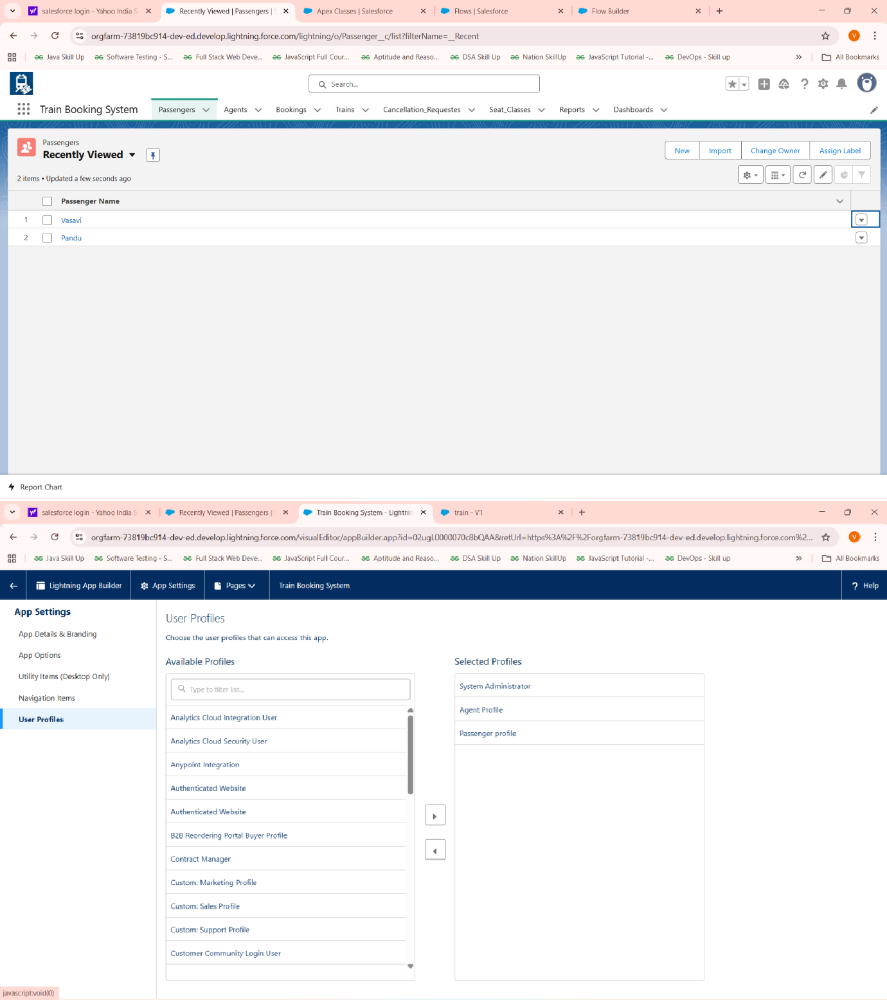 salesforce login - Yahoo India S
Recently Viewed | Passengers | S
Apex Classes | Salesforce
Flows | Salesforce
Flow Builder
orgfarm-73819bc914-dev-ed.develop.lightning.force.com/lightning/o/Passenger__c/list?filterName=__Recent
Java Skill Up
Software Testing - S...
Full Stack Web Deve...
JavaScript Full Cour...
Aptitude and Reaso...
DSA Skill Up
Nation SkillUp
JavaScript Tutorial -...
DevOps - Skill up
All Bookmarks
Search...
Train Booking System
Passengers
Agents
Bookings
Trains
Cancellation_Requestes
Seat_Classes
Reports
Dashboards
Passengers
Recently Viewed
New
Import
Change Owner
Assign Label
2 items • Updated a few seconds ago
Passenger Name
1 Vasavi
2 Pandu
Report Chart
salesforce login - Yahoo India S
Recently Viewed | Passengers |
Train Booking System - Lightnin
train - V1
orgfarm-73819bc914-dev-ed.develop.lightning.force.com/visualEditor/appBuilder.app?id=02ugL0000070c8bQAA&retUrl=https%3A%2F%2Forgfarm-73819bc914-dev-ed.develop.lightning.force.com%2...
Java Skill Up
Software Testing - S...
Full Stack Web Deve...
JavaScript Full Cour...
Aptitude and Reaso...
DSA Skill Up
Nation SkillUp
JavaScript Tutorial -...
DevOps - Skill up
All Bookmarks
Lightning App Builder
App Settings
Pages
Train Booking System
? Help
App Settings
App Details & Branding
App Options
Utility Items (Desktop Only)
Navigation Items
User Profiles
User Profiles
Choose the user profiles that can access this app.
Available Profiles
Type to filter list...
Analytics Cloud Integration User
Analytics Cloud Security User
Anypoint Integration
Authenticated Website
Authenticated Website
B2B Reordering Portal Buyer Profile
Contract Manager
Custom: Marketing Profile
Custom: Sales Profile
Custom: Support Profile
Customer Community Login User
Selected Profiles
System Administrator
Agent Profile
Passenger profile
javascript:void(0)